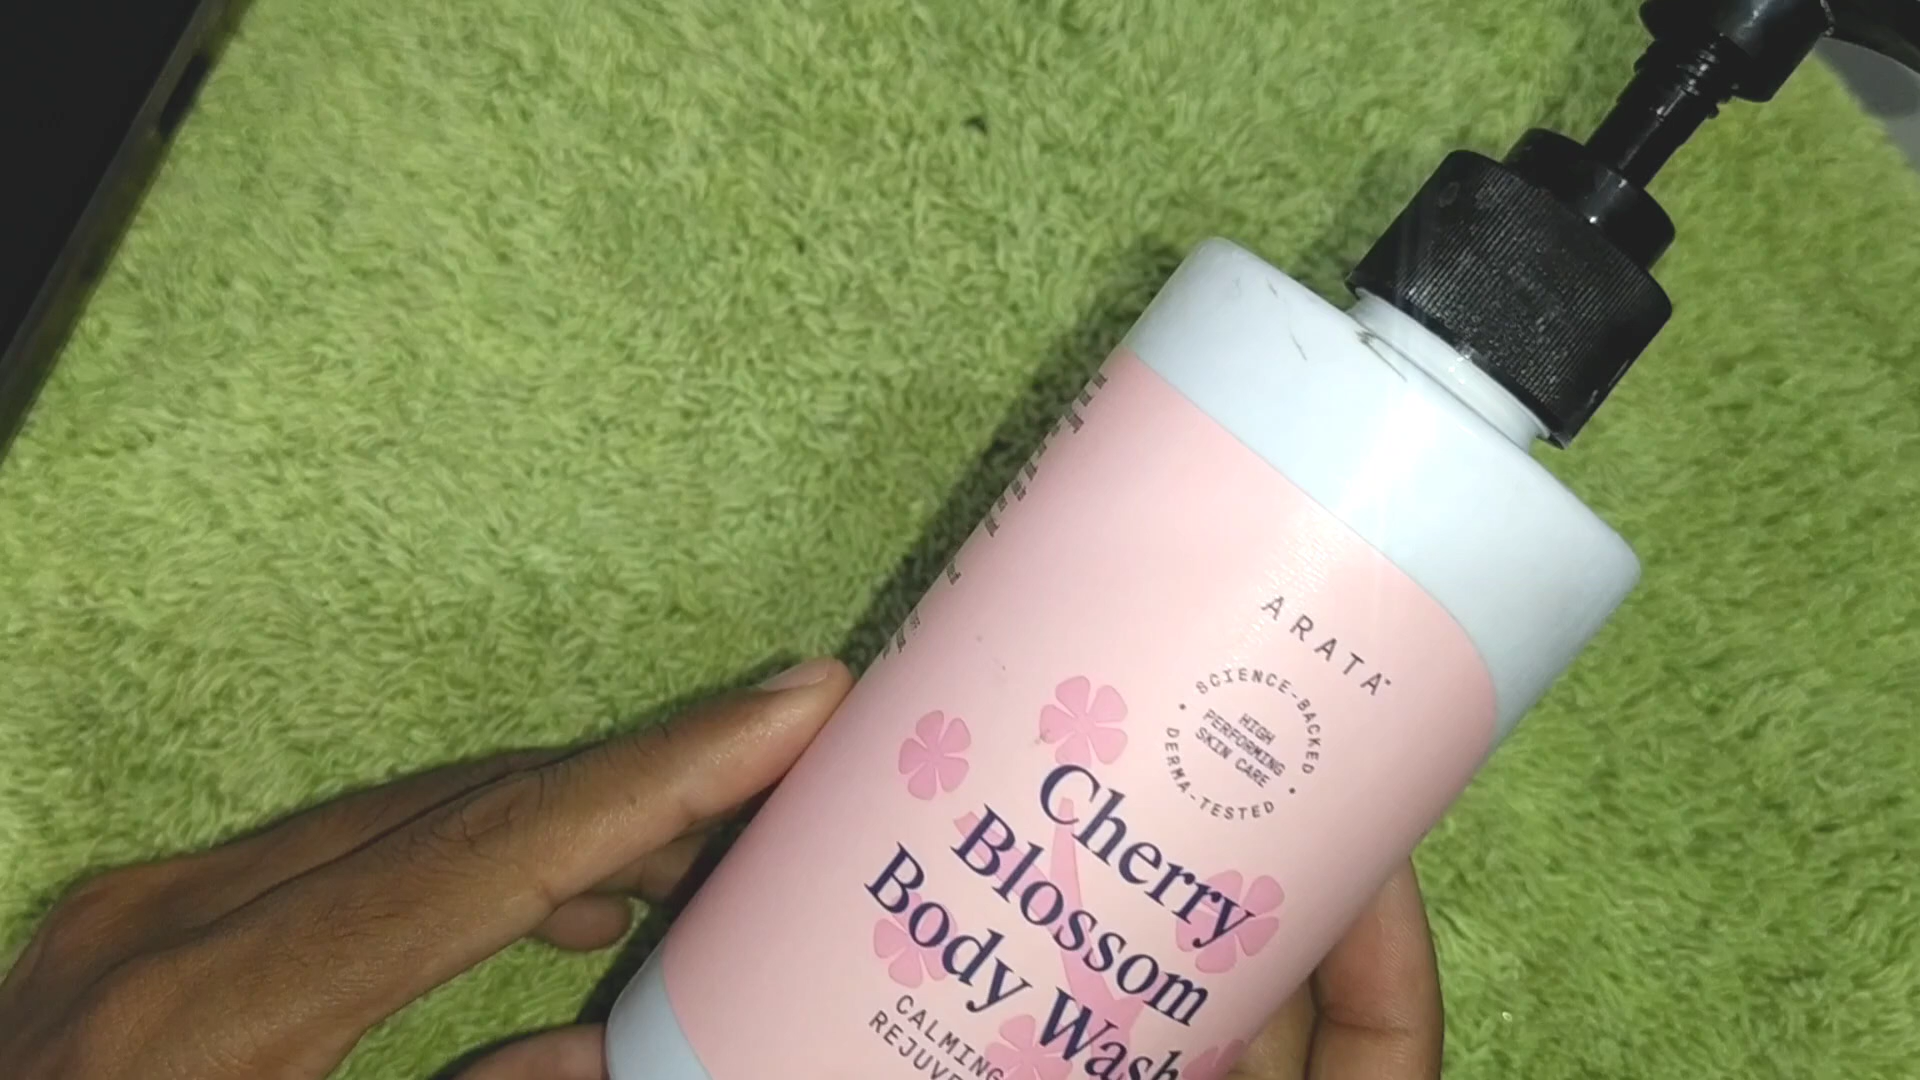 ARATA
SCIENCE-BACKED
HIGH
PERFORMING
SKIN CARE
DERMA-TESTED
Cherry
Blossom
Body Wash
CALMING